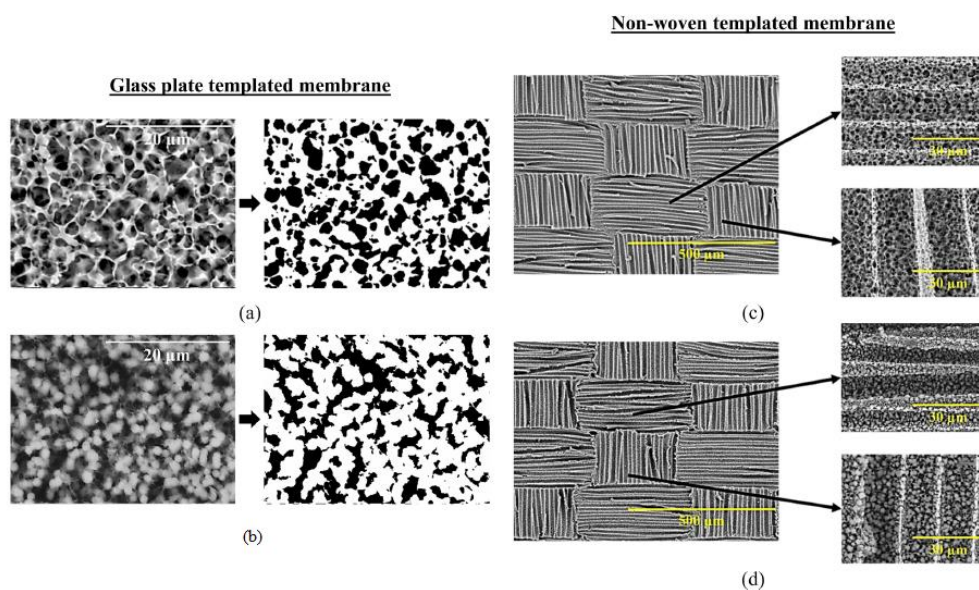 Non-woven templated membrane
Glass plate templated membrane
20 µm
(a)
20 µm
(b)
500 µm
30 µm
30 µm
(c)
500 µm
30 µm
30 µm
(d)